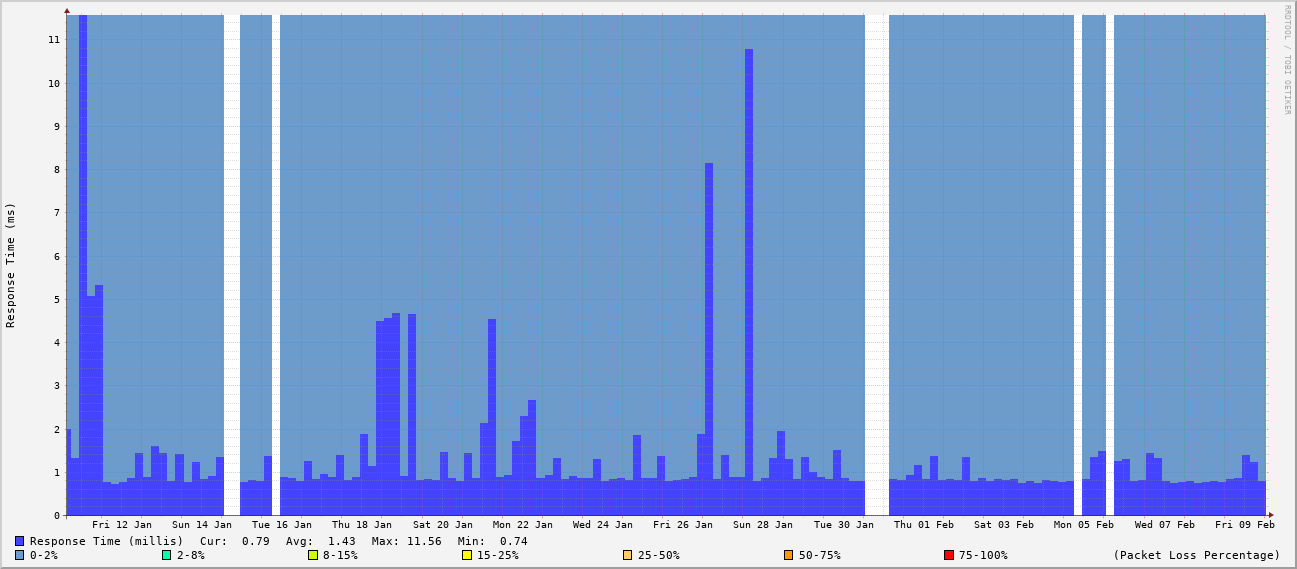 RRDTOOL / TOBI OETIKER
Response Time (ms)
11
10
9
8
7
6
5
4
3
2
1
0
Fri 12 Jan Sun 14 Jan Tue 16 Jan Thu 18 Jan Sat 20 Jan Mon 22 Jan Wed 24 Jan Fri 26 Jan Sun 28 Jan Tue 30 Jan Thu 01 Feb Sat 03 Feb Mon 05 Feb Wed 07 Feb Fri 09 Feb
Response Time (millis) Cur: 0.79 Avg: 1.43 Max: 11.56 Min: 0.74
0-2% 2-8% 8-15% 15-25% 25-50% 50-75% 75-100% (Packet Loss Percentage)